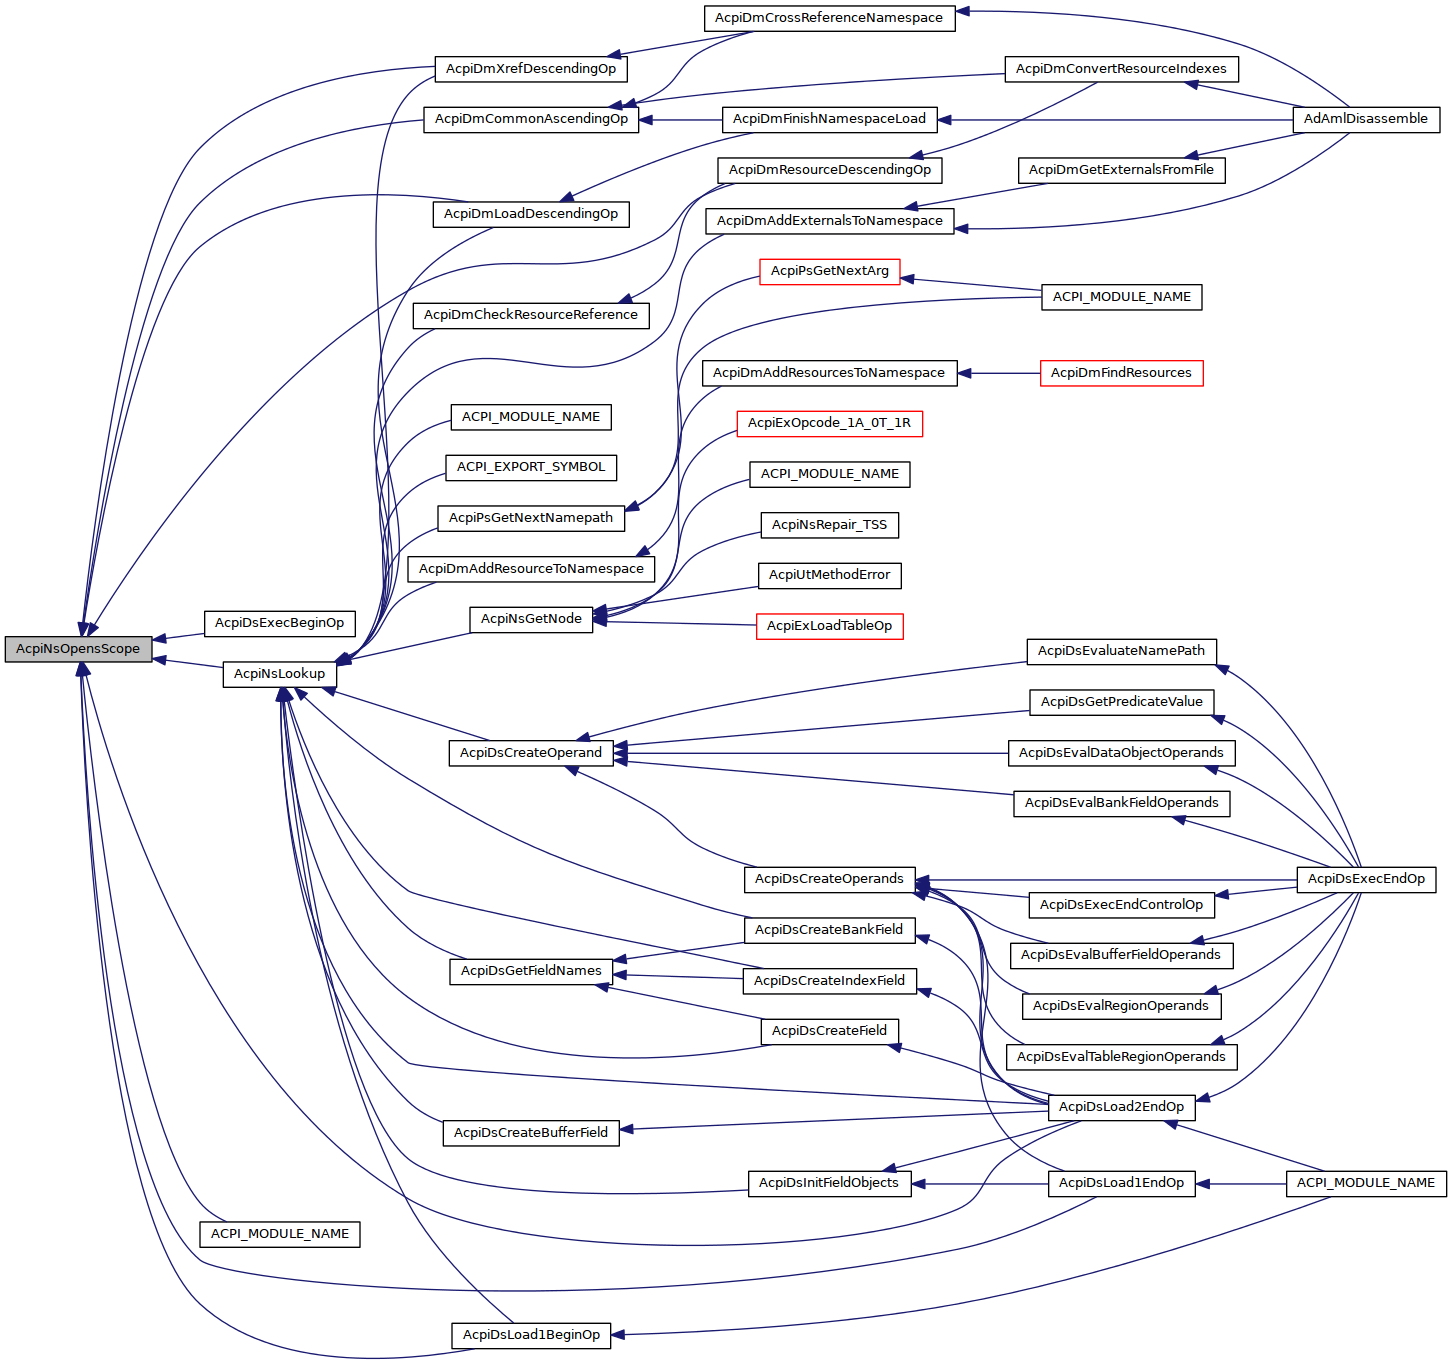 AcpiDmCrossReferenceNamespace
AcpiDmXrefDescendingOp
AcpiDmConvertResourceIndexes
AcpiDmCommonAscendingOp
AcpiDmFinishNamespaceLoad
AdAmlDisassemble
AcpiDmResourceDescendingOp
AcpiDmGetExternalsFromFile
AcpiDmLoadDescendingOp
AcpiDmAddExternalsToNamespace
AcpiPsGetNextArg
ACPI_MODULE_NAME
AcpiDmCheckResourceReference
AcpiDmAddResourcesToNamespace
AcpiDmFindResources
ACPI_MODULE_NAME
AcpiExOpcode_1A_0T_1R
ACPI_EXPORT_SYMBOL
ACPI_MODULE_NAME
AcpiPsGetNextNamepath
AcpiNsRepair_TSS
AcpiDmAddResourceToNamespace
AcpiUtMethodError
AcpiDsExecBeginOp
AcpiNsGetNode
AcpiExLoadTableOp
AcpiNsOpensScope
AcpiDsEvaluateNamePath
AcpiNsLookup
AcpiDsGetPredicateValue
AcpiDsCreateOperand
AcpiDsEvalDataObjectOperands
AcpiDsEvalBankFieldOperands
AcpiDsCreateOperands
AcpiDsExecEndOp
AcpiDsExecEndControlOp
AcpiDsCreateBankField
AcpiDsEvalBufferFieldOperands
AcpiDsGetFieldNames
AcpiDsCreateIndexField
AcpiDsEvalRegionOperands
AcpiDsCreateField
AcpiDsEvalTableRegionOperands
AcpiDsLoad2EndOp
AcpiDsCreateBufferField
AcpiDsInitFieldObjects
AcpiDsLoad1EndOp
ACPI_MODULE_NAME
ACPI_MODULE_NAME
AcpiDsLoad1BeginOp